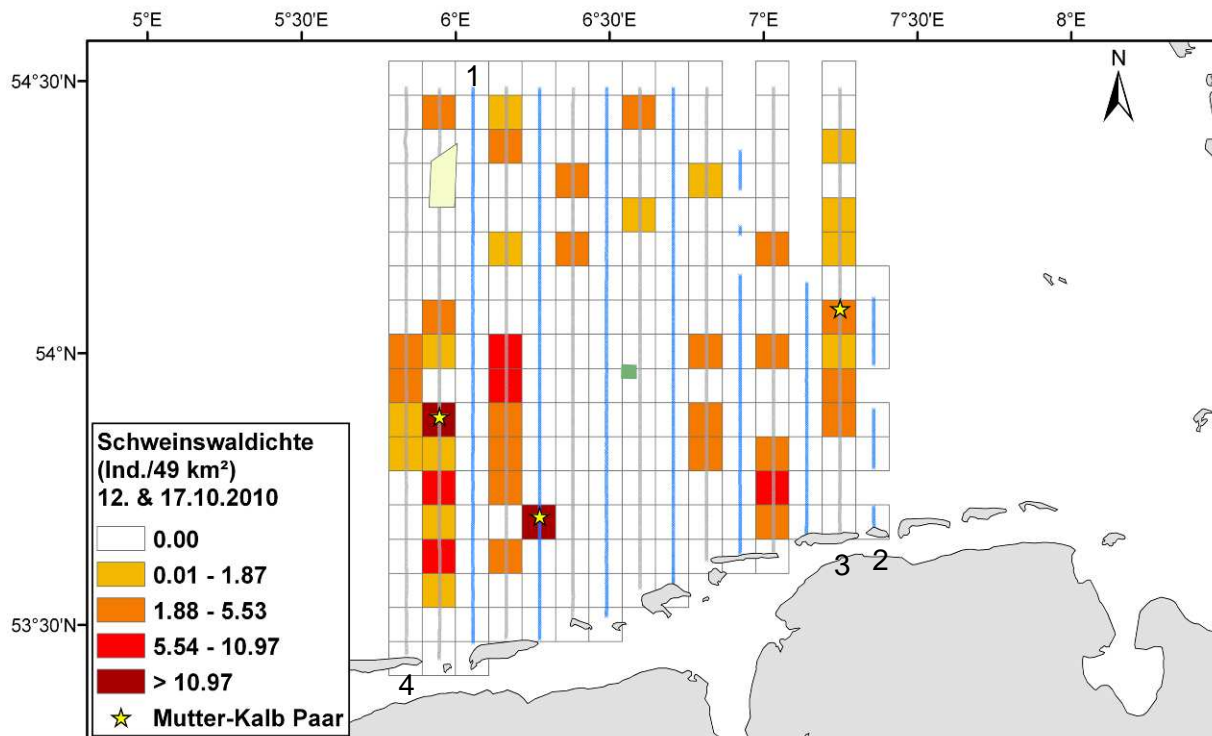 5°E 5°30'E 6°E 6°30'E 7°E 7°30'E 8°E
54°30'N
1
N
54°N
Schweinswaldichte
(Ind./49 km²)
12. & 17.10.2010
0.00
0.01 - 1.87
1.88 - 5.53
5.54 - 10.97
> 10.97
Mutter-Kalb Paar
3 2
53°30'N
4